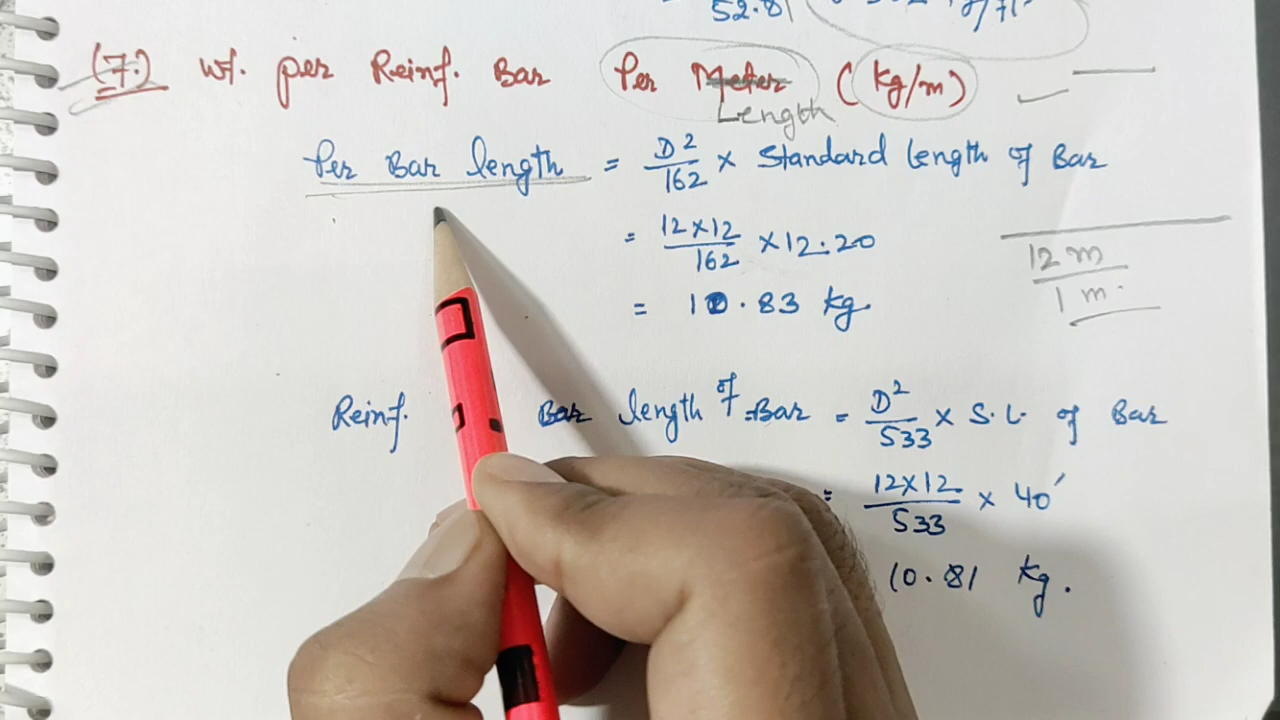 52.81
(7.) wt. per Reinf. Bar Per Meter (kg/m)
Length
Per Bar length = D²/162 × Standard length of Bar
= 12×12/162 × 12.20
12 m
1 m.
= 10.83 kg.
Reinf. Bar length of Bar = D²/533 × S.L. of Bar
= 12×12/533 × 40'
10.81 kg.